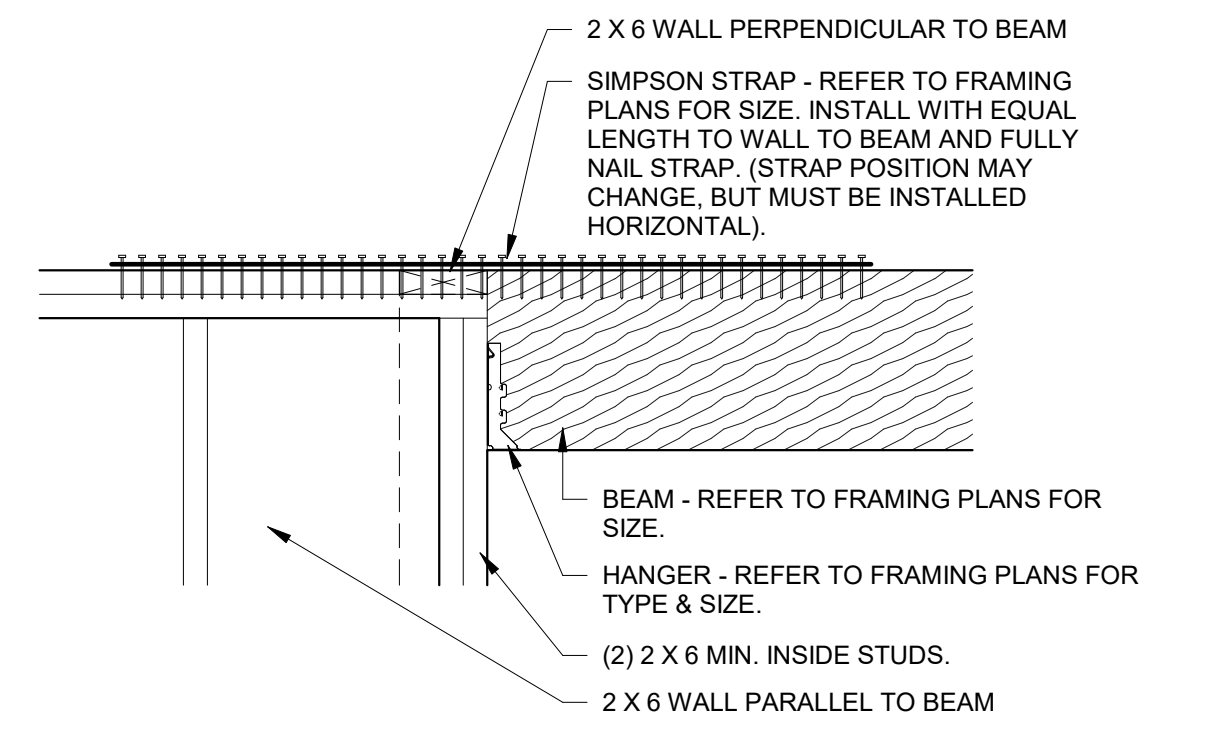 2 X 6 WALL PERPENDICULAR TO BEAM
SIMPSON STRAP - REFER TO FRAMING
PLANS FOR SIZE. INSTALL WITH EQUAL
LENGTH TO WALL TO BEAM AND FULLY
NAIL STRAP. (STRAP POSITION MAY
CHANGE, BUT MUST BE INSTALLED
HORIZONTAL).
BEAM - REFER TO FRAMING PLANS FOR
SIZE.
HANGER - REFER TO FRAMING PLANS FOR
TYPE & SIZE.
(2) 2 X 6 MIN. INSIDE STUDS.
2 X 6 WALL PARALLEL TO BEAM